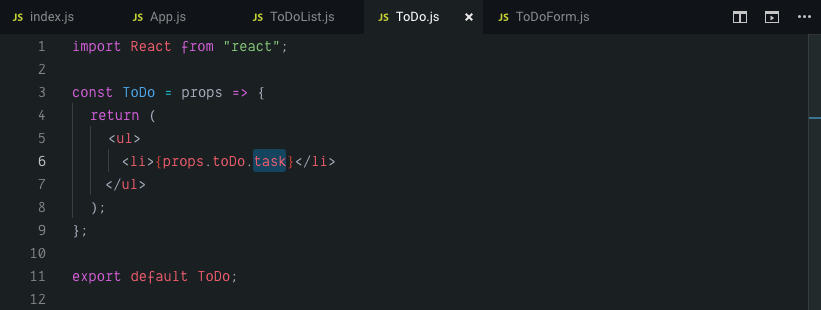 JS index.js JS App.js JS ToDoList.js JS ToDo.js × JS ToDoForm.js
1 import React from "react";
2
3 const ToDo = props => {
4 return (
5 <ul>
6 <li>{props.toDo.task}</li>
7 </ul>
8 );
9 };
10
11 export default ToDo;
12